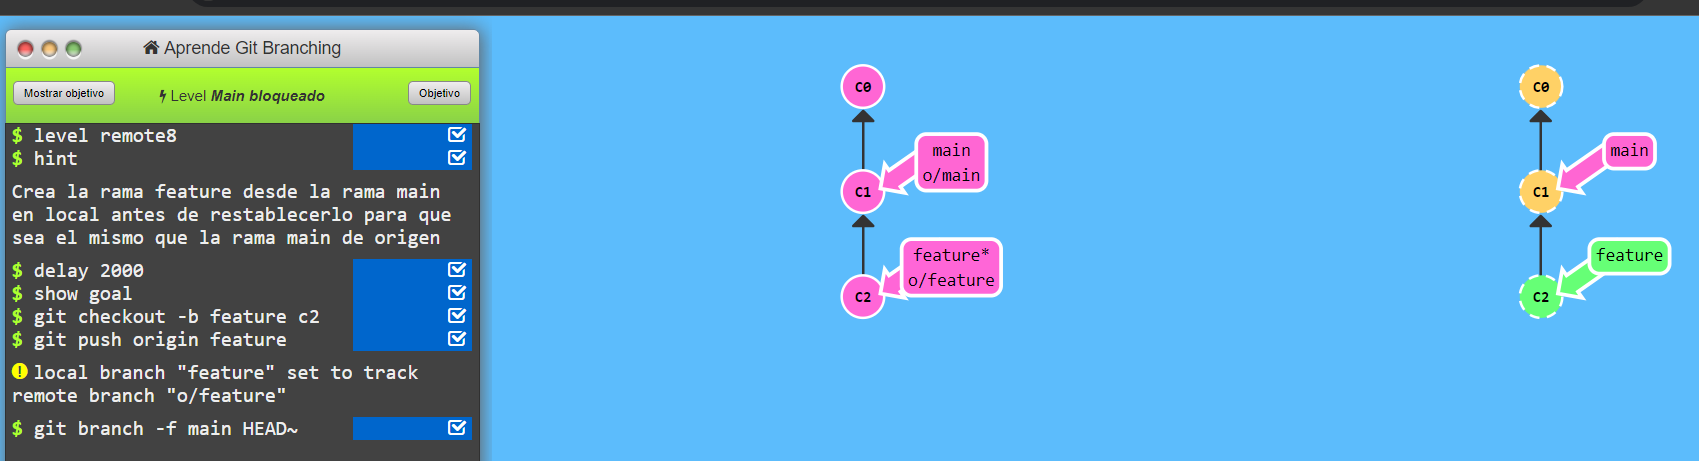 Aprende Git Branching
Mostrar objetivo
Level Main bloqueado
Objetivo
$ level remote8
$ hint
Crea la rama feature desde la rama main
en local antes de restablecerlo para que
sea el mismo que la rama main de origen
$ delay 2000
$ show goal
$ git checkout -b feature c2
$ git push origin feature
local branch "feature" set to track
remote branch "o/feature"
$ git branch -f main HEAD~
C0
main
o/main
C1
feature*
o/feature
C2
C0
main
C1
feature
C2